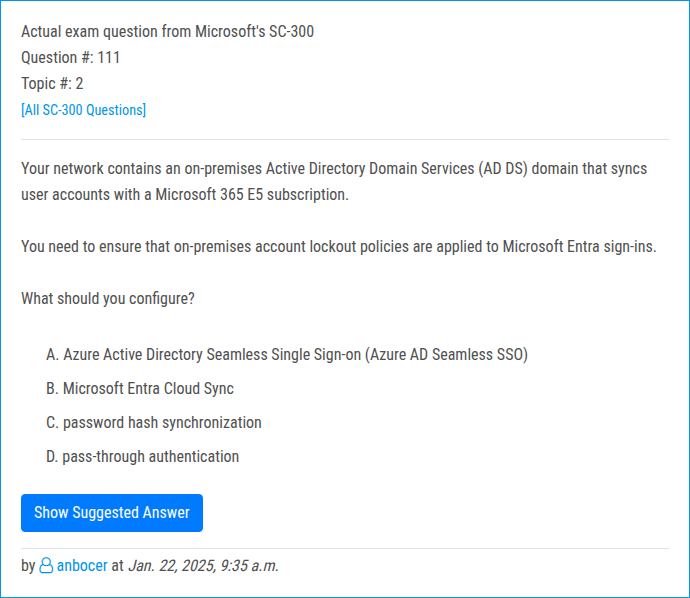 Actual exam question from Microsoft's SC-300
Question #: 111
Topic #: 2
[All SC-300 Questions]
Your network contains an on-premises Active Directory Domain Services (AD DS) domain that syncs
user accounts with a Microsoft 365 E5 subscription.
You need to ensure that on-premises account lockout policies are applied to Microsoft Entra sign-ins.
What should you configure?
A. Azure Active Directory Seamless Single Sign-on (Azure AD Seamless SSO)
B. Microsoft Entra Cloud Sync
C. password hash synchronization
D. pass-through authentication
Show Suggested Answer
by anbocer at Jan. 22, 2025, 9:35 a.m.